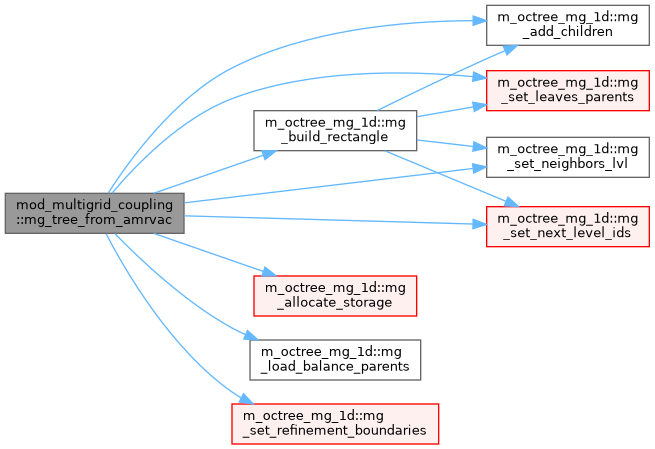 mod_multigrid_coupling
::mg_tree_from_amrvac
m_octree_mg_1d::mg
_build_rectangle
m_octree_mg_1d::mg
_add_children
m_octree_mg_1d::mg
_set_leaves_parents
m_octree_mg_1d::mg
_set_neighbors_lvl
m_octree_mg_1d::mg
_set_next_level_ids
m_octree_mg_1d::mg
_allocate_storage
m_octree_mg_1d::mg
_load_balance_parents
m_octree_mg_1d::mg
_set_refinement_boundaries